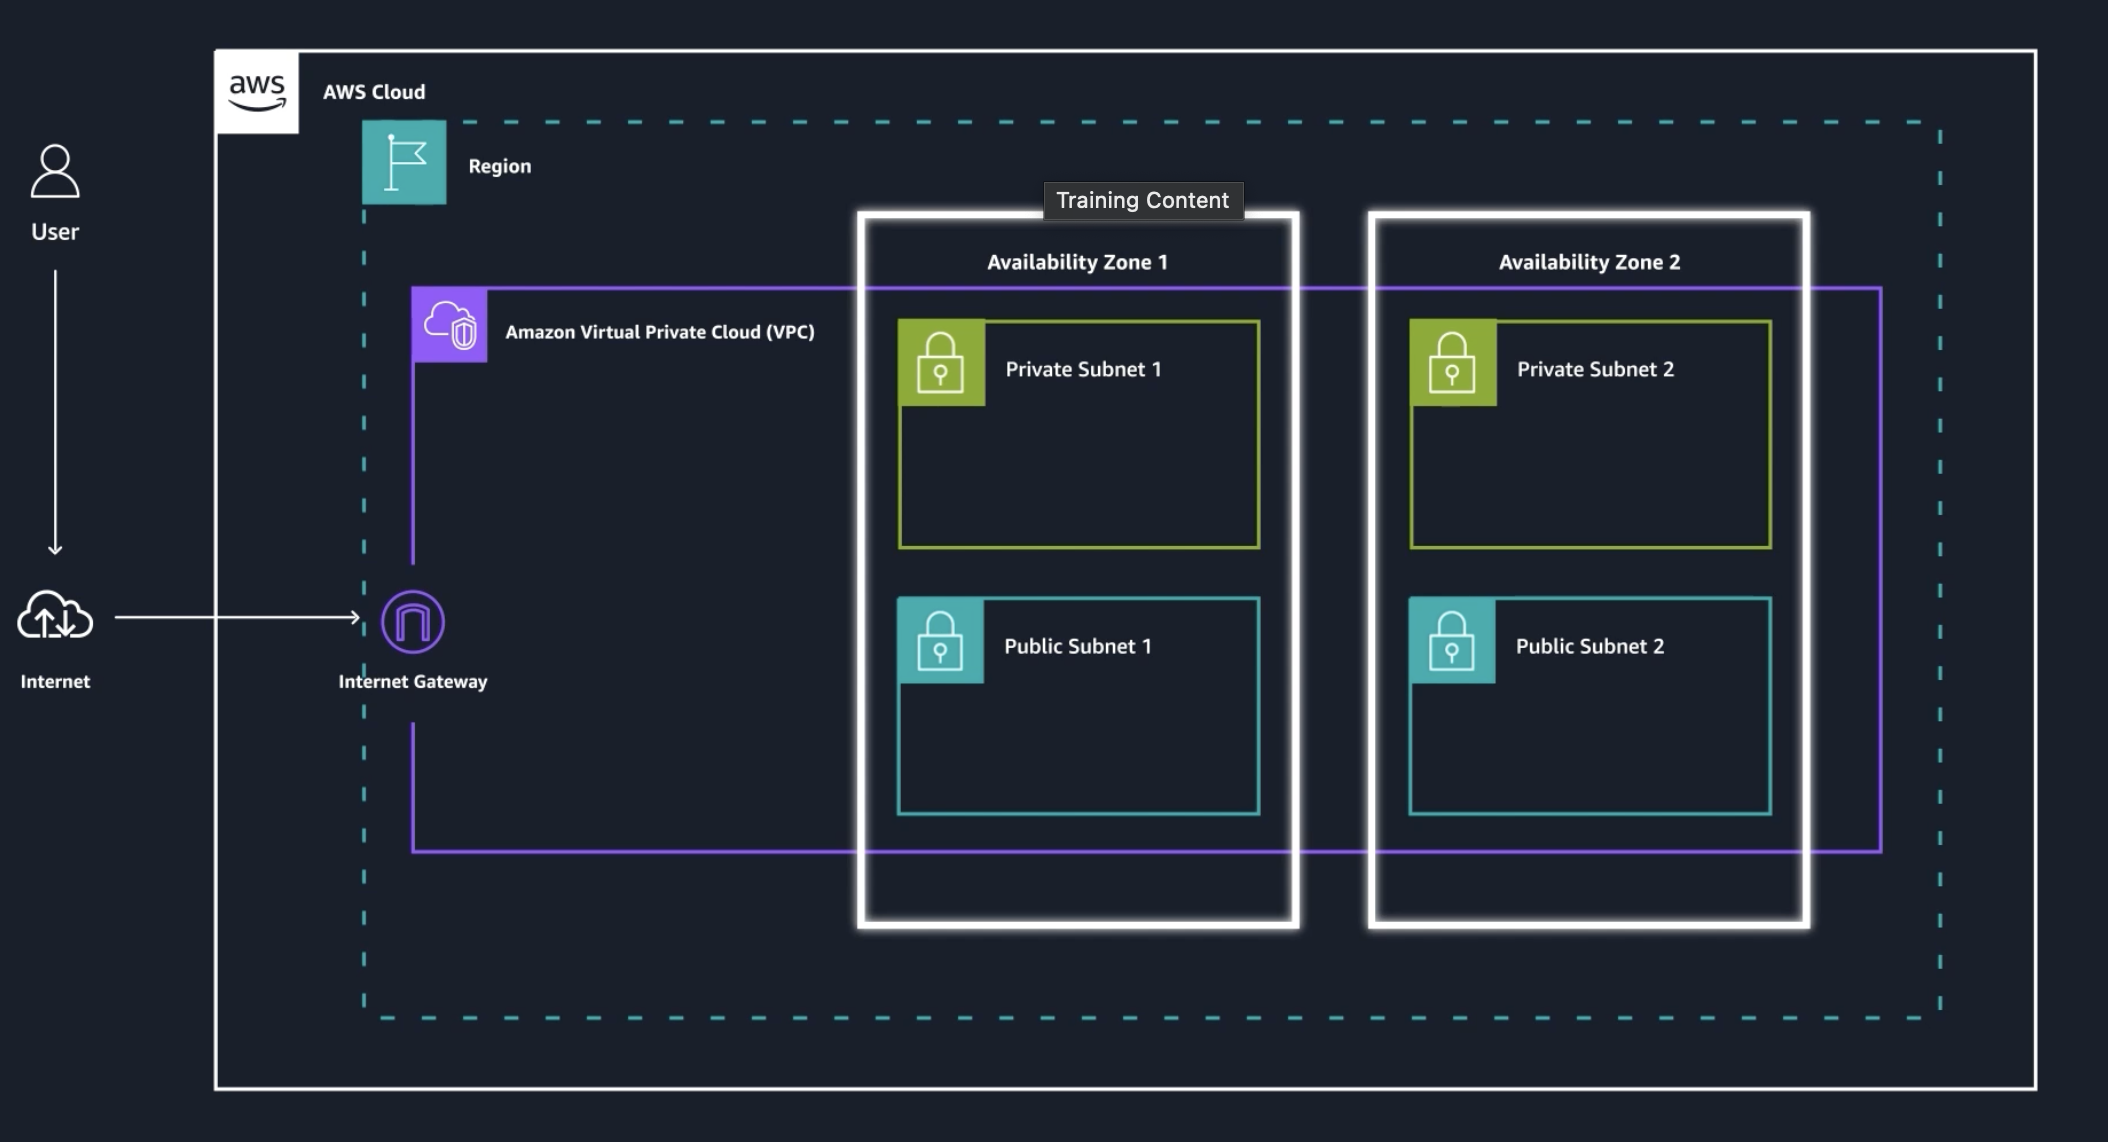 aws
AWS Cloud
Region
User
Training Content
Availability Zone 1
Availability Zone 2
Amazon Virtual Private Cloud (VPC)
Private Subnet 1
Private Subnet 2
Public Subnet 1
Public Subnet 2
Internet
Internet Gateway